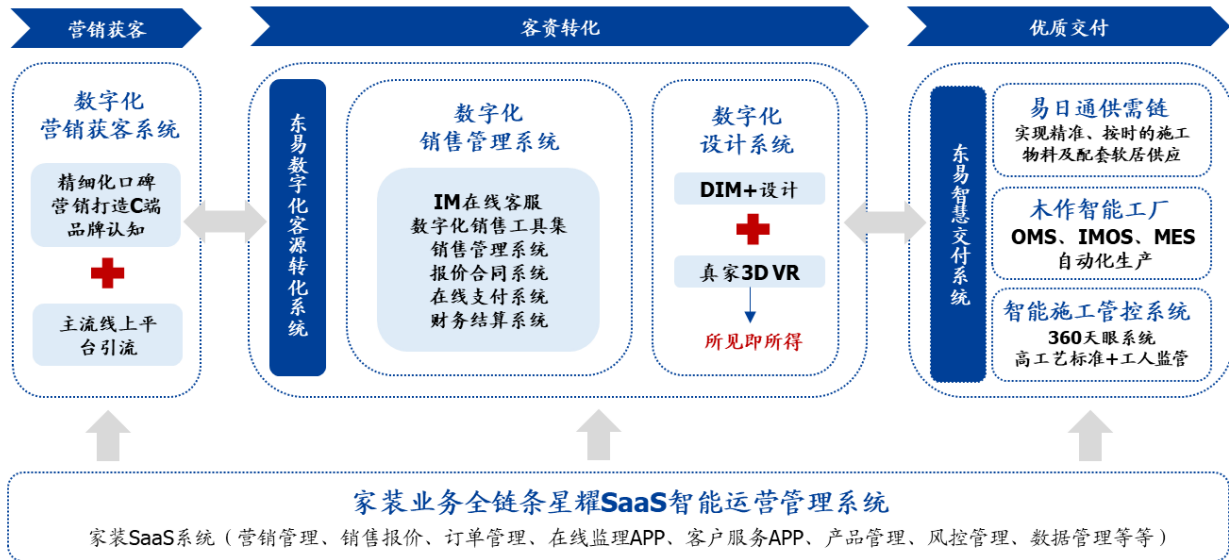 营销获客
客资转化
优质交付
数字化
营销获客系统
精细化口碑
营销打造C端
品牌认知
主流线上平
台引流
东易数字化客源转化系统
数字化
销售管理系统
IM在线客服
数字化销售工具集
销售管理系统
报价合同系统
在线支付系统
财务结算系统
数字化
设计系统
DIM+设计
真家3D VR
所见即所得
东易智慧交付系统
易日通供需链
实现精准、按时的施工
物料及配套软居供应
木作智能工厂
OMS、IMOS、MES
自动化生产
智能施工管控系统
360天眼系统
高工艺标准+工人监管
家装业务全链条星耀SaaS智能运营管理系统
家装SaaS系统（营销管理、销售报价、订单管理、在线监理APP、客户服务APP、产品管理、风控管理、数据管理等等）